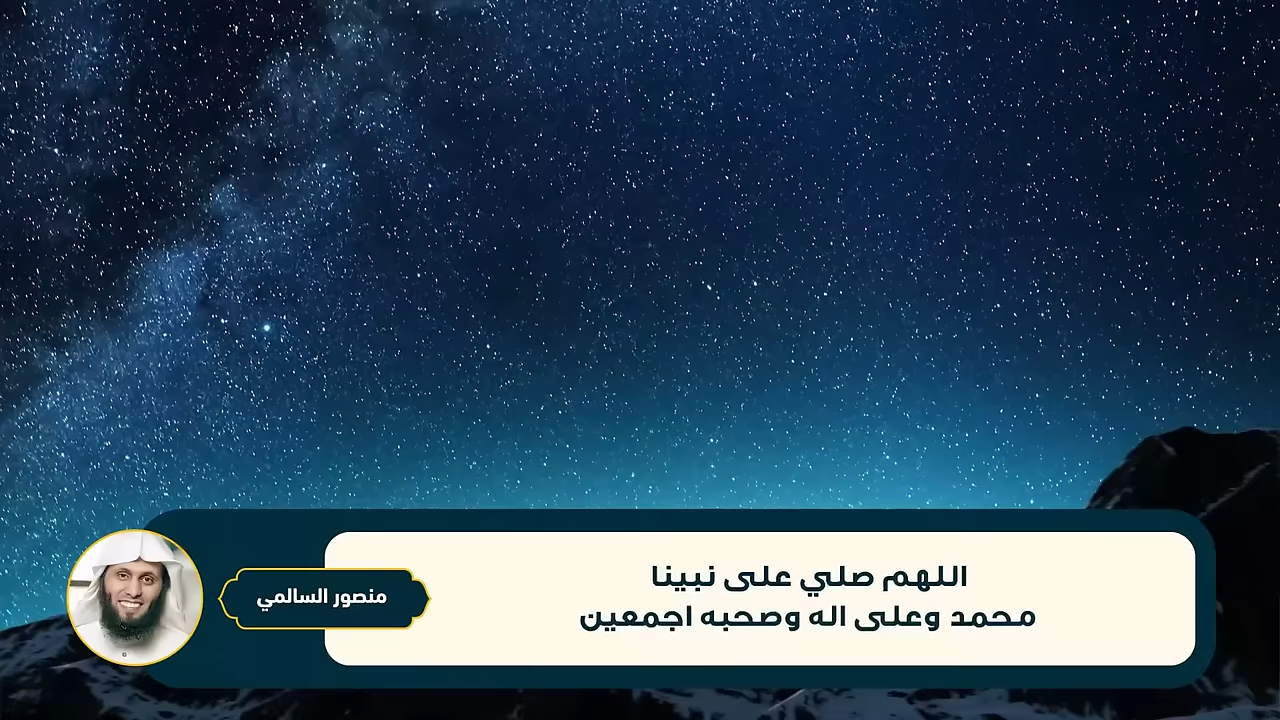 اللهم صلي على نبينا
محمد وعلى اله وصحبه اجمعين
منصور السالمي